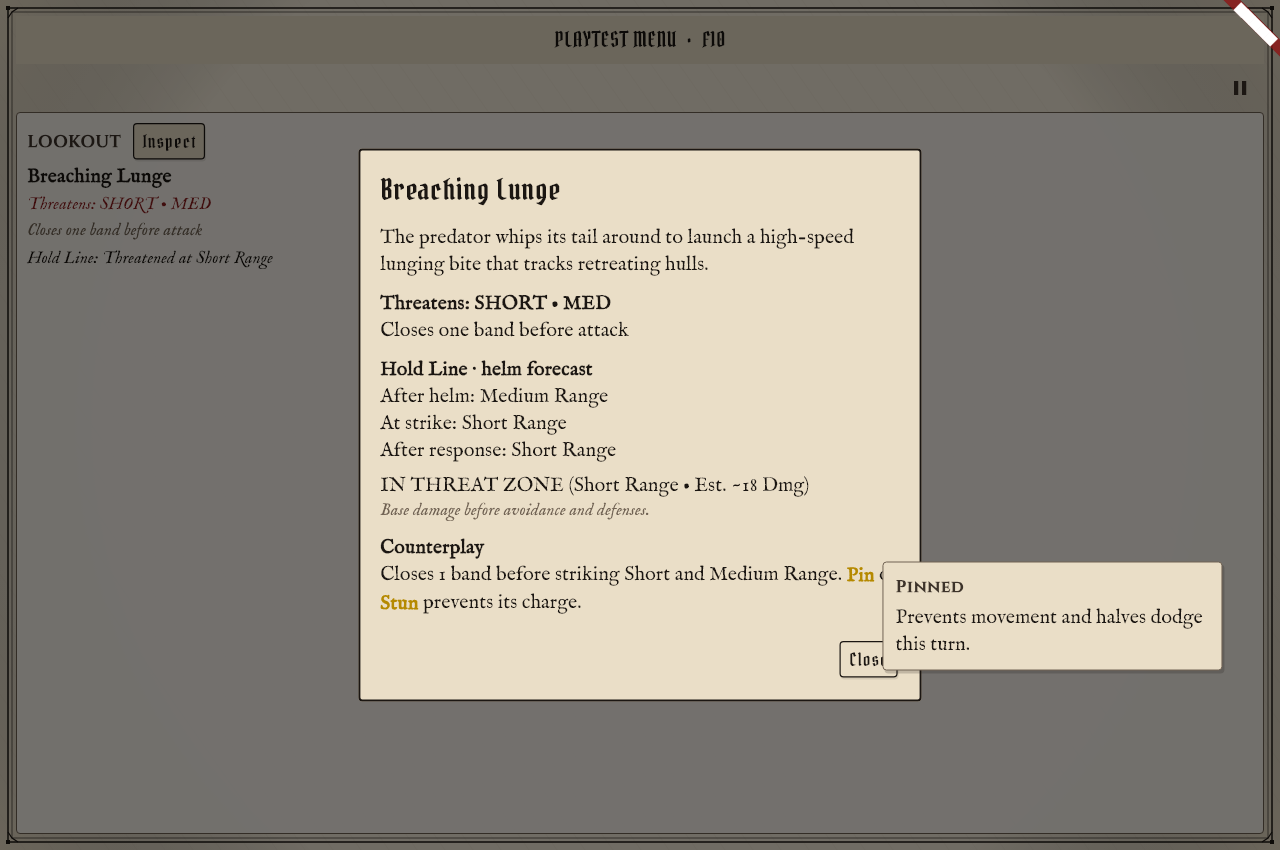 PLAYTEST MENU · F10
LOOKOUT Inspect
Breaching Lunge
Threatens: SHORT • MED
Closes one band before attack
Hold Line: Threatened at Short Range
Breaching Lunge
The predator whips its tail around to launch a high-speed
lunging bite that tracks retreating hulls.
Threatens: SHORT • MED
Closes one band before attack
Hold Line · helm forecast
After helm: Medium Range
At strike: Short Range
After response: Short Range
IN THREAT ZONE (Short Range • Est. ~18 Dmg)
Base damage before avoidance and defenses.
Counterplay
Closes 1 band before striking Short and Medium Range. Pin
Stun prevents its charge.
Close
PINNED
Prevents movement and halves dodge
this turn.